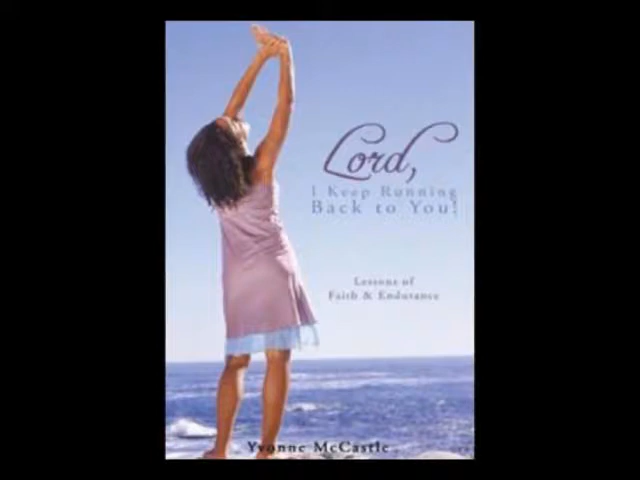 Lord,
I Keep Running
Back to You!
Lessons of
Faith & Endurance
Yvonne McCastle